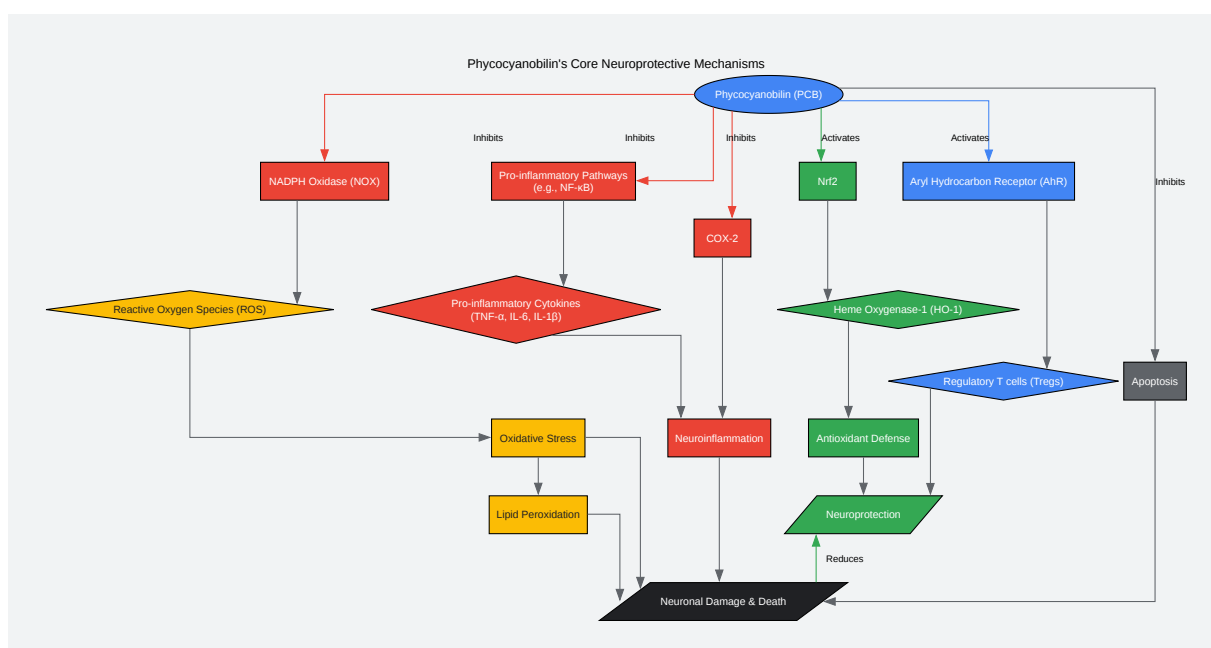 Phycocyanobilin's Core Neuroprotective Mechanisms
Phycocyanobilin (PCB)
Inhibits
Inhibits
Inhibits
Activates
Activates
NADPH Oxidase (NOX)
Pro-inflammatory Pathways
(e.g., NF-κB)
Nrf2
Aryl Hydrocarbon Receptor (AhR)
Inhibits
COX-2
Reactive Oxygen Species (ROS)
Pro-inflammatory Cytokines
(TNF-α, IL-6, IL-1β)
Heme Oxygenase-1 (HO-1)
Regulatory T cells (Tregs)
Apoptosis
Oxidative Stress
Neuroinflammation
Antioxidant Defense
Lipid Peroxidation
Neuroprotection
Reduces
Neuronal Damage & Death